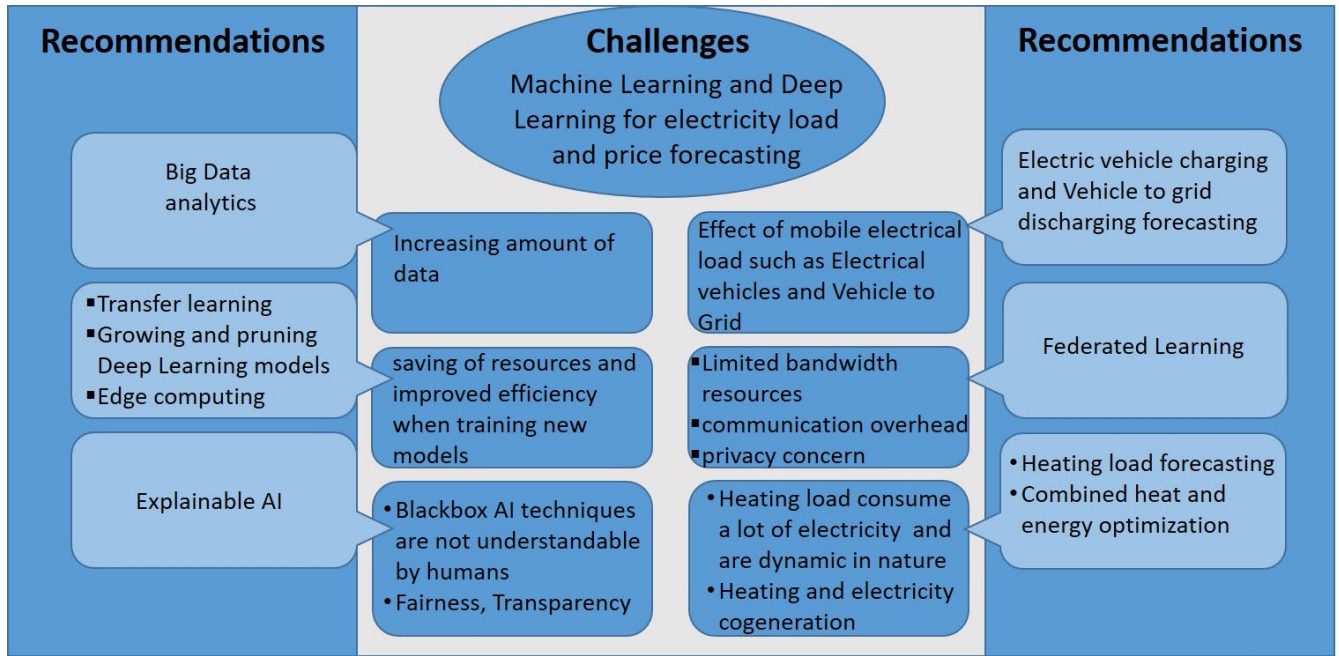 Recommendations
Big Data
analytics
▪Transfer learning
▪Growing and pruning
Deep Learning models
▪Edge computing
Explainable AI
Challenges
Machine Learning and Deep
Learning for electricity load
and price forecasting
Increasing amount of
data
saving of resources and
improved efficiency
when training new
models
•Blackbox AI techniques
are not understandable
by humans
•Fairness, Transparency
Effect of mobile electrical
load such as Electrical
vehicles and Vehicle to
Grid
▪Limited bandwidth
resources
▪communication overhead
▪privacy concern
•Heating load consume
a lot of electricity and
are dynamic in nature
•Heating and electricity
cogeneration
Recommendations
Electric vehicle charging
and Vehicle to grid
discharging forecasting
Federated Learning
•Heating load forecasting
•Combined heat and
energy optimization